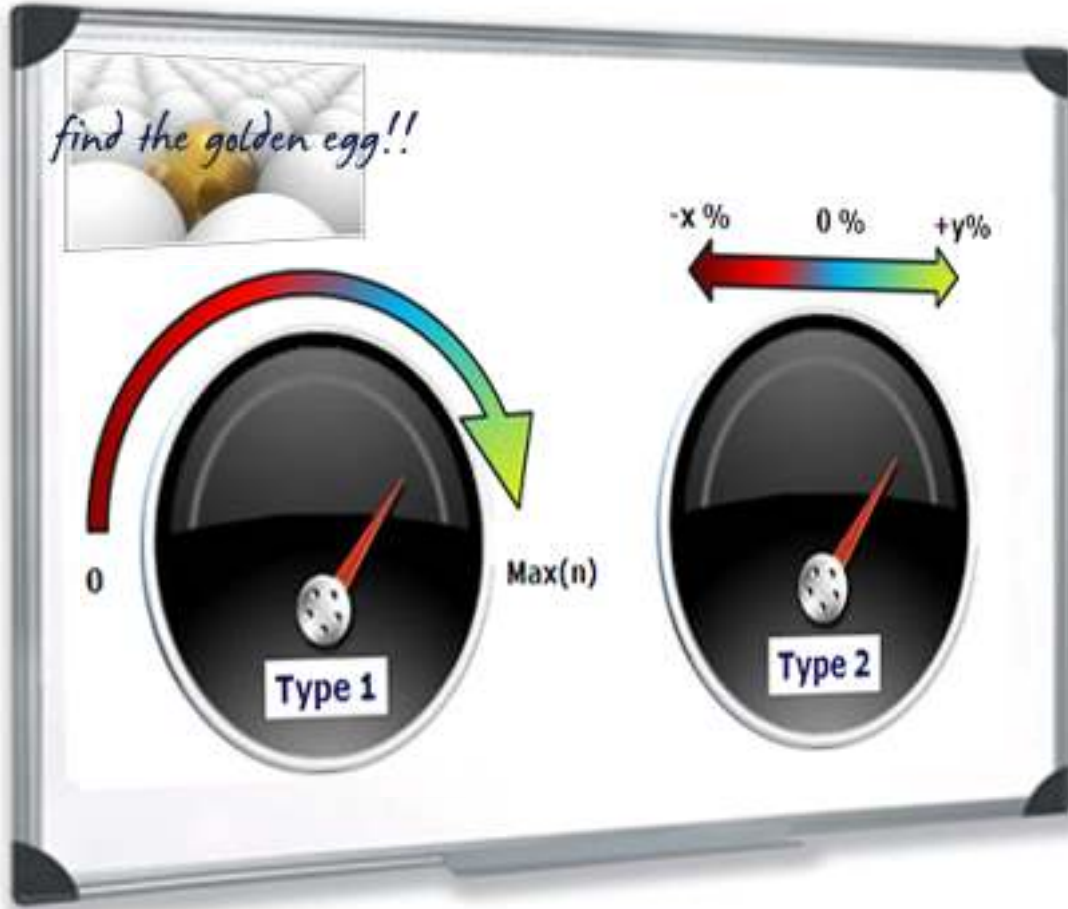 find the golden egg!!
-x % 0 % +y%
0
Max(n)
Type 1
Type 2